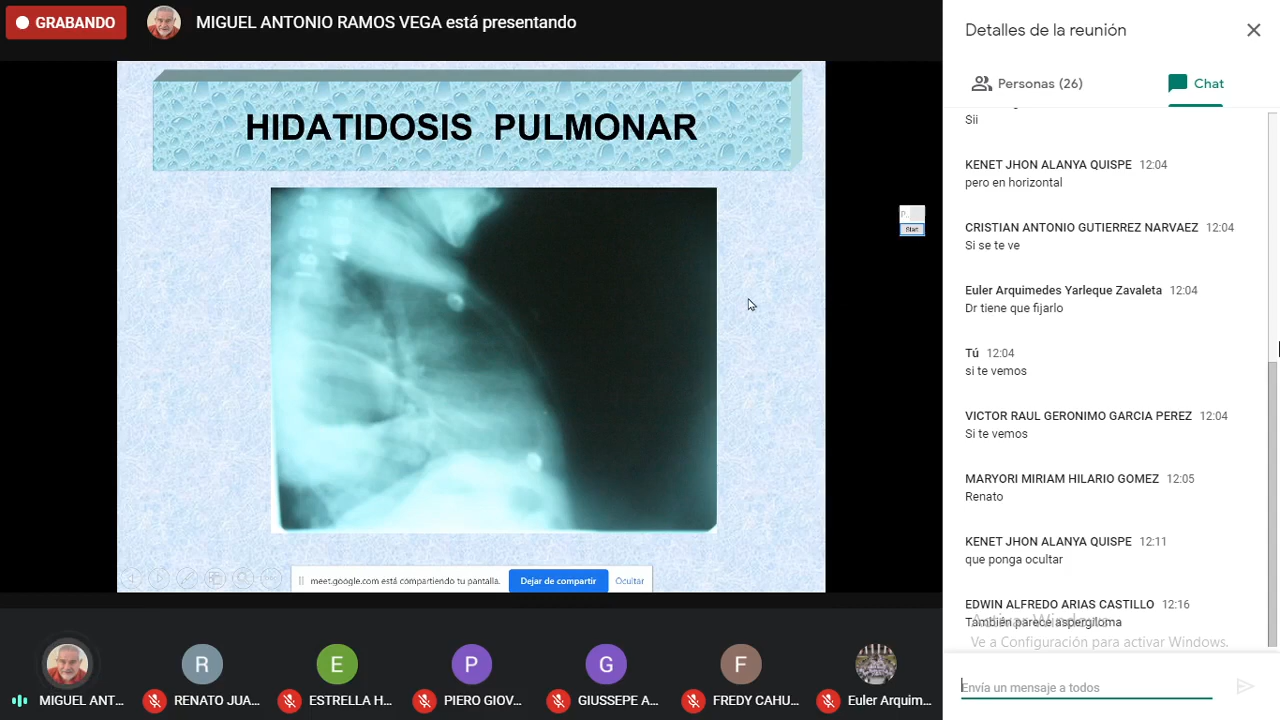 GRABANDO
MIGUEL ANTONIO RAMOS VEGA está presentando
HIDATIDOSIS PULMONAR
Start
meet.google.com está compartiendo tu pantalla.
Dejar de compartir
Ocultar
MIGUEL ANT...
RENATO JUA...
ESTRELLA H...
PIERO GIOV...
GIUSSEPE A...
FREDY CAHU...
Euler Arquim...
Detalles de la reunión
Personas (26)
Chat
Sii
KENET JHON ALANYA QUISPE 12:04
pero en horizontal
CRISTIAN ANTONIO GUTIERREZ NARVAEZ 12:04
Si se te ve
Euler Arquimedes Yarleque Zavaleta 12:04
Dr tiene que fijarlo
Tú 12:04
si te vemos
VICTOR RAUL GERONIMO GARCIA PEREZ 12:04
Si te vemos
MARYORI MIRIAM HILARIO GOMEZ 12:05
Renato
KENET JHON ALANYA QUISPE 12:11
que ponga ocultar
EDWIN ALFREDO ARIAS CASTILLO 12:16
También parece aspergiloma
Activar Windows
Ve a Configuración para activar Windows.
Envía un mensaje a todos
R
E
P
G
F